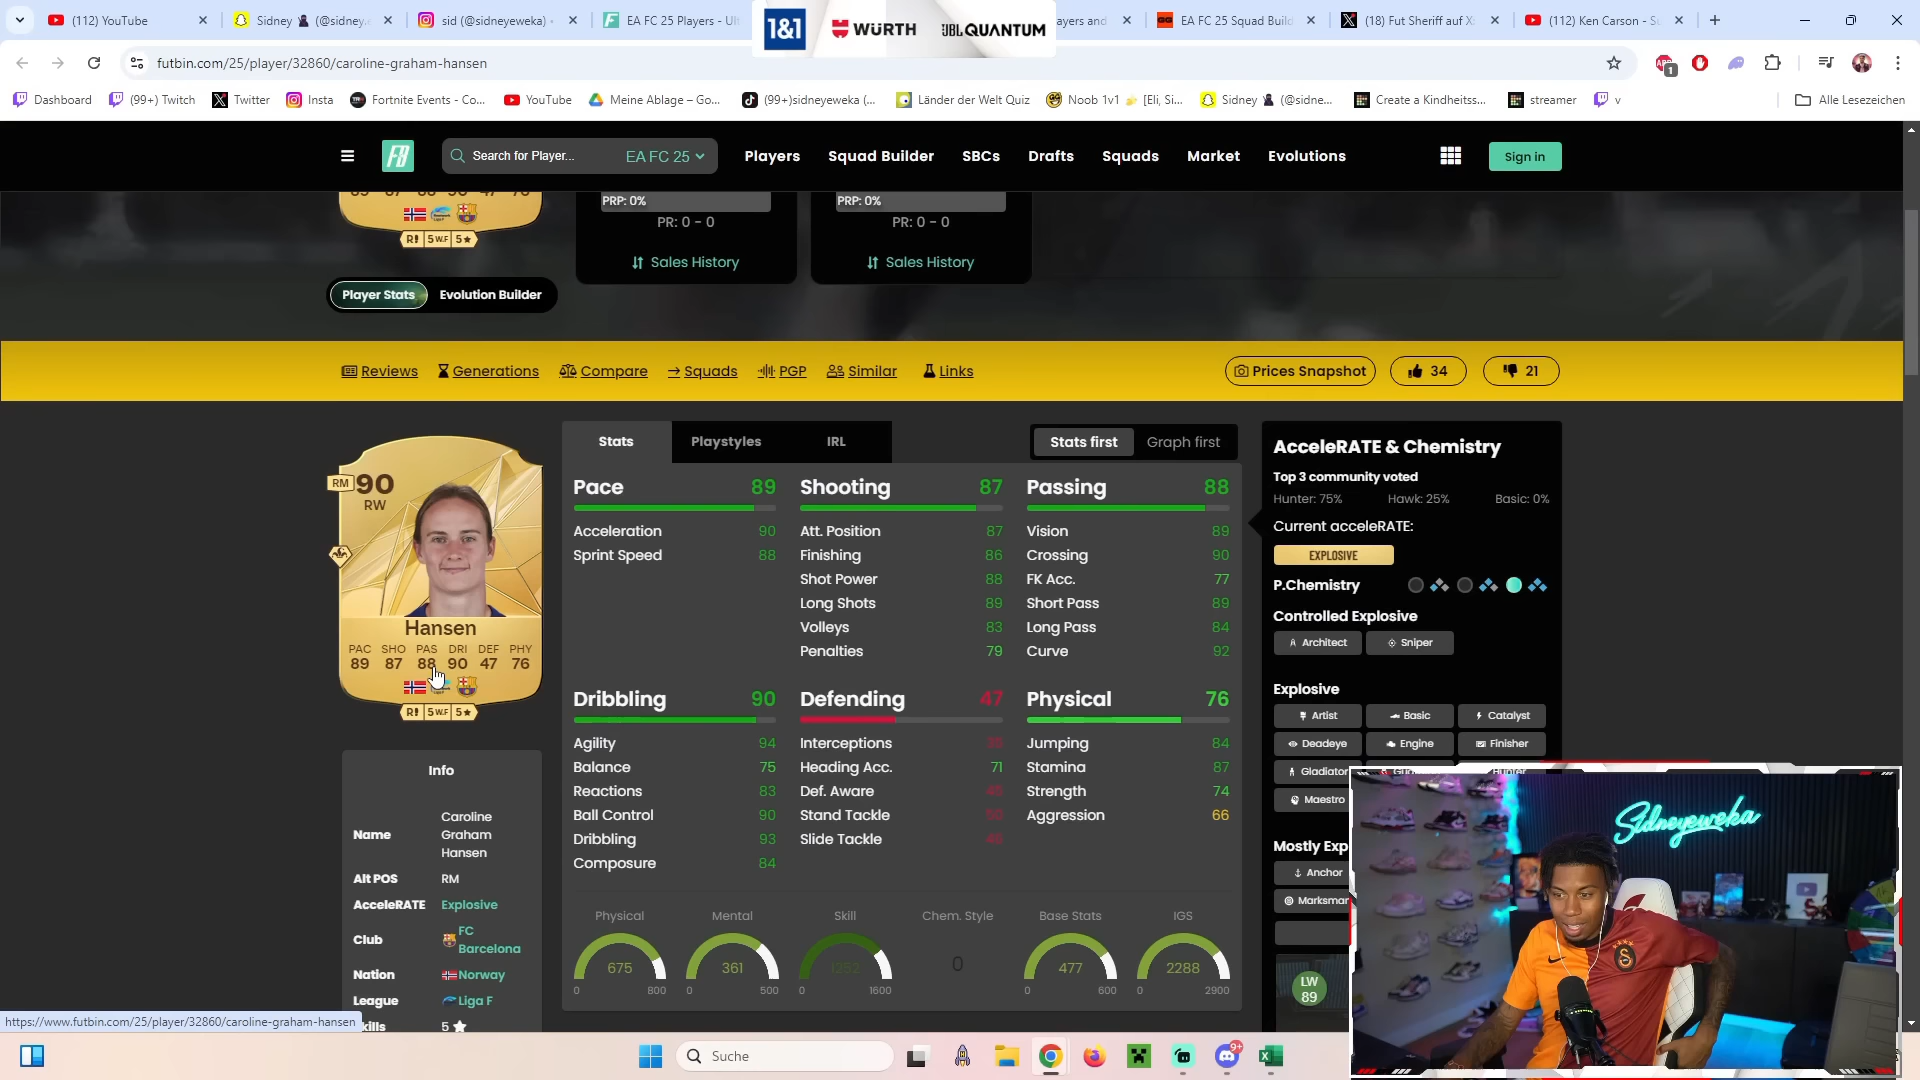 (112) YouTube
Sidney (@sidney.e
sid (@sidneyeweka) •
EA FC 25 Players - Ult
1&1
WÜRTH
JBL QUANTUM
ayers and
EA FC 25 Squad Build
(18) Fut Sheriff auf X:
(112) Ken Carson - S
futbin.com/25/player/32860/caroline-graham-hansen
1
Dashboard
(99+) Twitch
Twitter
Insta
Fortnite Events - Co...
YouTube
Meine Ablage – Go...
(99+)sidneyeweka (...
Länder der Welt Quiz
Noob 1v1
[Eli, Si...
Sidney
(@sidne...
Create a Kindheitss...
streamer
v
Alle Lesezeichen
FB
Search for Player...
EA FC 25
Players
Squad Builder
SBCs
Drafts
Squads
Market
Evolutions
Sign in
PRP: 0%
PR: 0 - 0
Sales History
PRP: 0%
PR: 0 - 0
Sales History
R! 5 W.F 5★
Player Stats
Evolution Builder
Reviews
Generations
Compare
Squads
PGP
Similar
Links
Prices Snapshot
34
21
RM
90
RW
Hansen
PAC SHO PAS DRI DEF PHY
89 87 88 90 47 76
R! 5 W.F 5★
Info
Name
Caroline
Graham
Hansen
Alt POS
RM
AcceleRATE
Explosive
Club
FC
Barcelona
Nation
Norway
League
Liga F
kills
5 ★
Stats
Playstyles
IRL
Stats first
Graph first
Pace 89
Acceleration 90
Sprint Speed 88
Shooting 87
Att. Position 87
Finishing 86
Shot Power 88
Long Shots 89
Volleys 83
Penalties 79
Passing 88
Vision 89
Crossing 90
FK Acc. 77
Short Pass 89
Long Pass 84
Curve 92
Dribbling 90
Agility 94
Balance 75
Reactions 83
Ball Control 90
Dribbling 93
Composure 84
Defending 47
Interceptions
Heading Acc. 71
Def. Aware
Stand Tackle
Slide Tackle
Physical 76
Jumping 84
Stamina 87
Strength 74
Aggression 66
Physical
675
0 800
Mental
361
0 500
Skill
0 1600
Chem. Style
0
Base Stats
477
0 600
IGS
2288
0 2900
AcceleRATE & Chemistry
Top 3 community voted
Hunter: 75%
Hawk: 25%
Basic: 0%
Current acceleRATE:
EXPLOSIVE
P.Chemistry
Controlled Explosive
Architect
Sniper
Explosive
Artist
Basic
Catalyst
Deadeye
Engine
Finisher
Gladiator
Maestro
Mostly Exp
Anchor
Marksman
LW
89
Sidneyeweka
https://www.futbin.com/25/player/32860/caroline-graham-hansen
Suche
9+